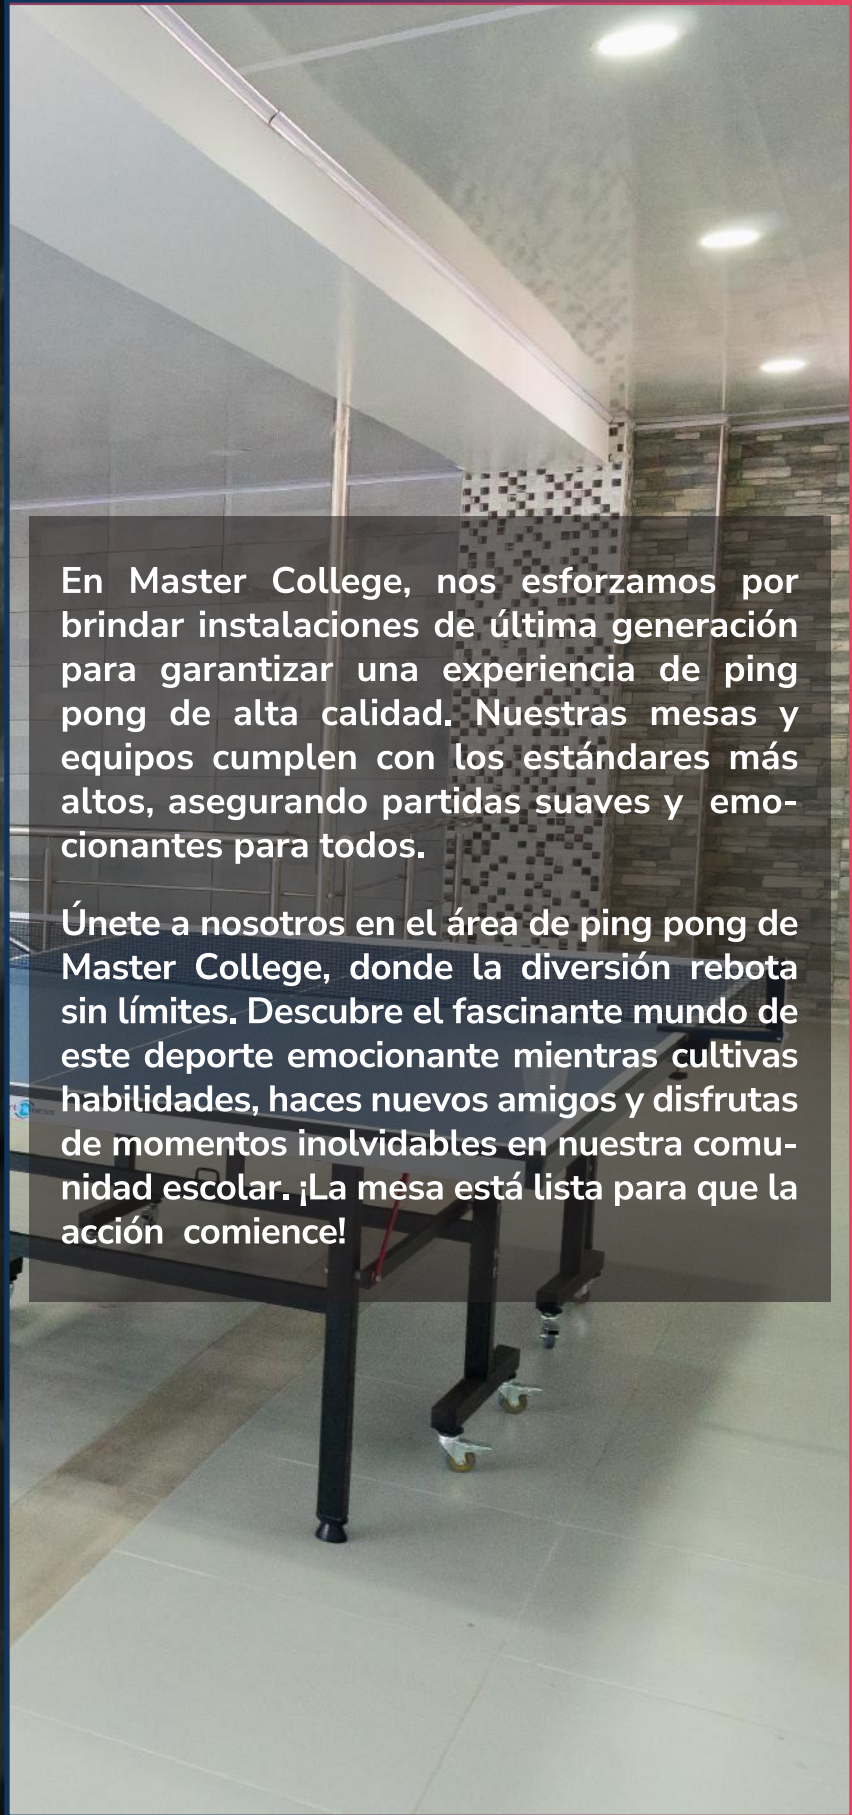 En Master College, nos esforzamos por
brindar instalaciones de última generación
para garantizar una experiencia de ping
pong de alta calidad. Nuestras mesas y
equipos cumplen con los estándares más
altos, asegurando partidas suaves y emo-
cionantes para todos.
Únete a nosotros en el área de ping pong de
Master College, donde la diversión rebota
sin límites. Descubre el fascinante mundo de
este deporte emocionante mientras cultivas
habilidades, haces nuevos amigos y disfrutas
de momentos inolvidables en nuestra comu-
nidad escolar. ¡La mesa está lista para que la
acción comience!